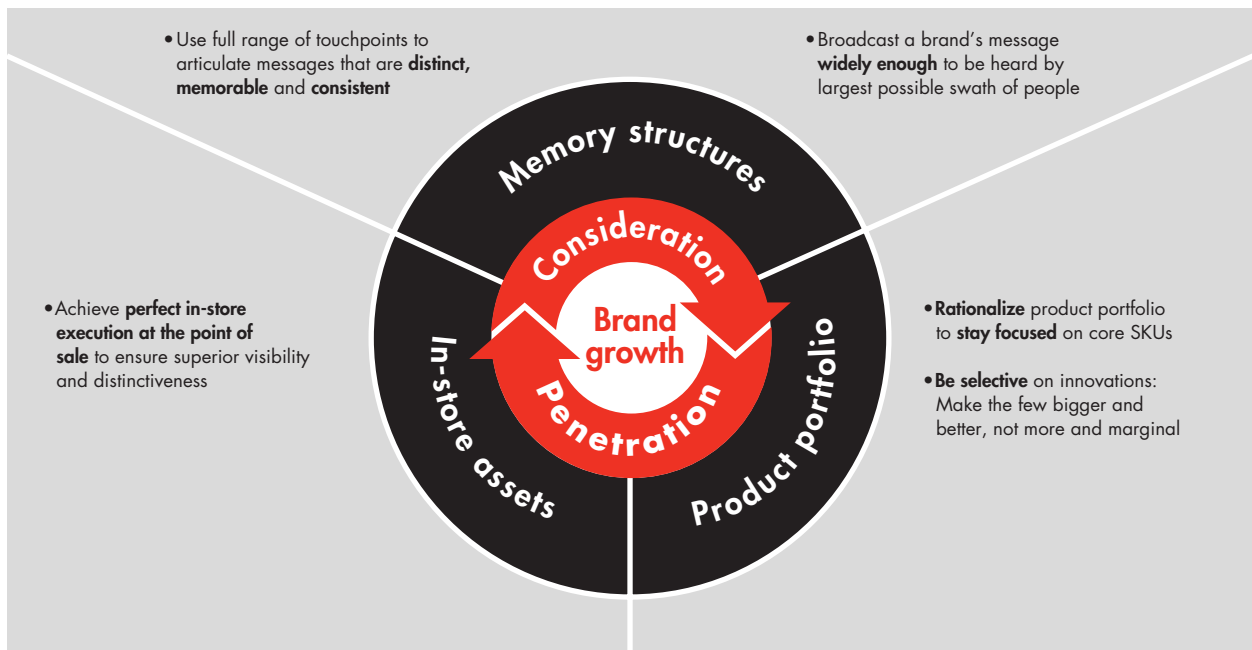 • Use full range of touchpoints to
articulate messages that are distinct,
memorable and consistent
• Broadcast a brand’s message
widely enough to be heard by
largest possible swath of people
Memory structures
Consideration
Brand
growth
Penetration
• Achieve perfect in-store
execution at the point of
sale to ensure superior visibility
and distinctiveness
In-store assets
Product portfolio
• Rationalize product portfolio
to stay focused on core SKUs
• Be selective on innovations:
Make the few bigger and
better, not more and marginal